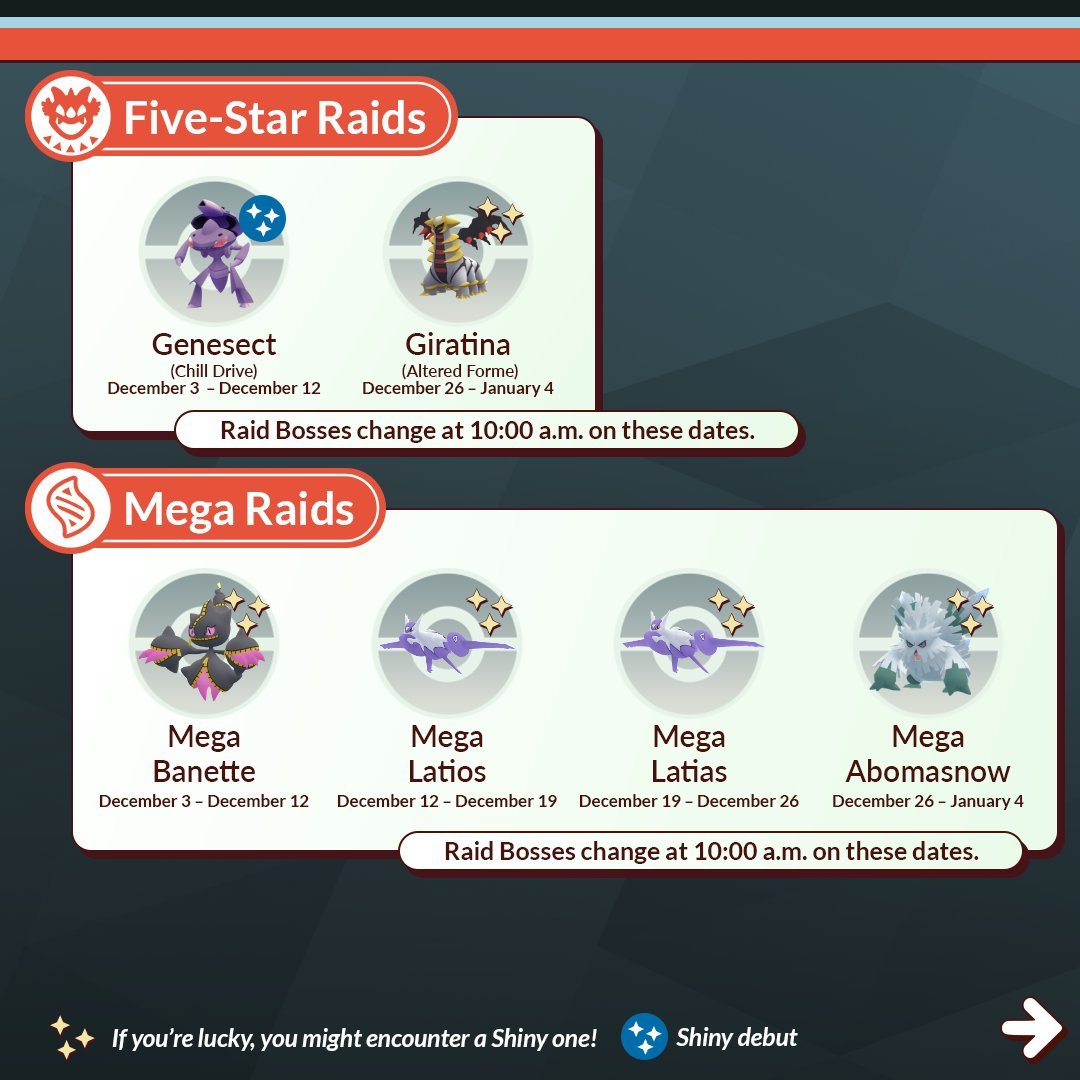 Five-Star Raids
Genesect
(Chill Drive)
December 3 – December 12
Giratina
(Altered Forme)
December 26 – January 4
Raid Bosses change at 10:00 a.m. on these dates.
Mega Raids
Mega
Banette
December 3 – December 12
Mega
Latios
December 12 – December 19
Mega
Latias
December 19 – December 26
Mega
Abomasnow
December 26 – January 4
Raid Bosses change at 10:00 a.m. on these dates.
If you’re lucky, you might encounter a Shiny one!
Shiny debut